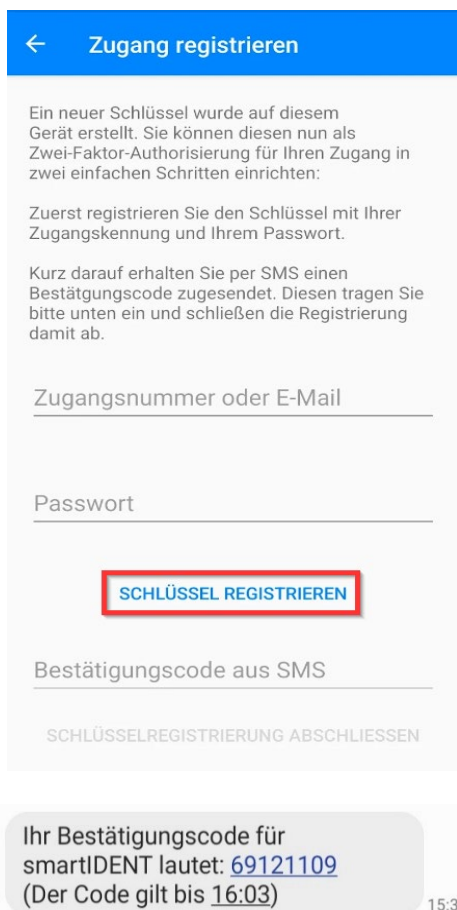 Zugang registrieren
Ein neuer Schlüssel wurde auf diesem
Gerät erstellt. Sie können diesen nun als
Zwei-Faktor-Authorisierung für Ihren Zugang in
zwei einfachen Schritten einrichten:
Zuerst registrieren Sie den Schlüssel mit Ihrer
Zugangskennung und Ihrem Passwort.
Kurz darauf erhalten Sie per SMS einen
Bestätgungscode zugesendet. Diesen tragen Sie
bitte unten ein und schließen die Registrierung
damit ab.
Zugangsnummer oder E-Mail
Passwort
SCHLÜSSEL REGISTRIEREN
Bestätigungscode aus SMS
SCHLÜSSELREGISTRIERUNG ABSCHLIESSEN
Ihr Bestätigungscode für
smartIDENT lautet: 69121109
(Der Code gilt bis 16:03)